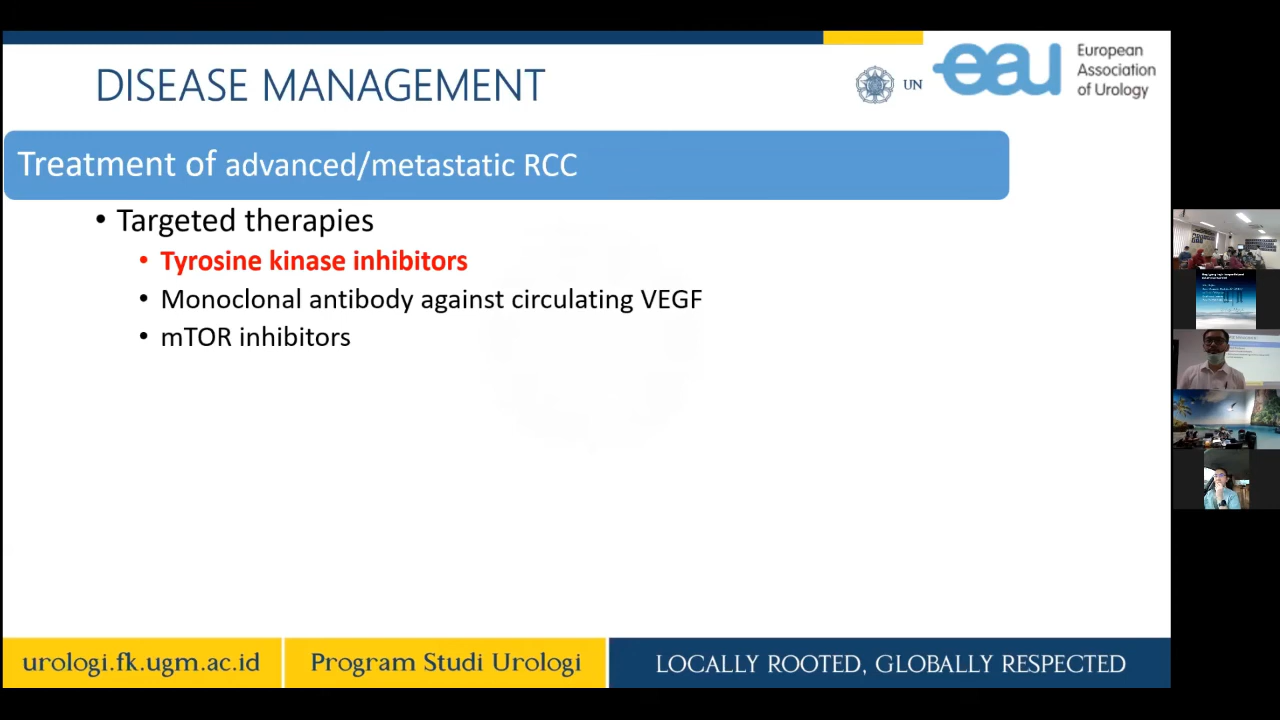 DISEASE MANAGEMENT
UN
eau
European
Association
of Urology
Treatment of advanced/metastatic RCC
• Targeted therapies
• Tyrosine kinase inhibitors
• Monoclonal antibody against circulating VEGF
• mTOR inhibitors
urologi.fk.ugm.ac.id
Program Studi Urologi
LOCALLY ROOTED, GLOBALLY RESPECTED